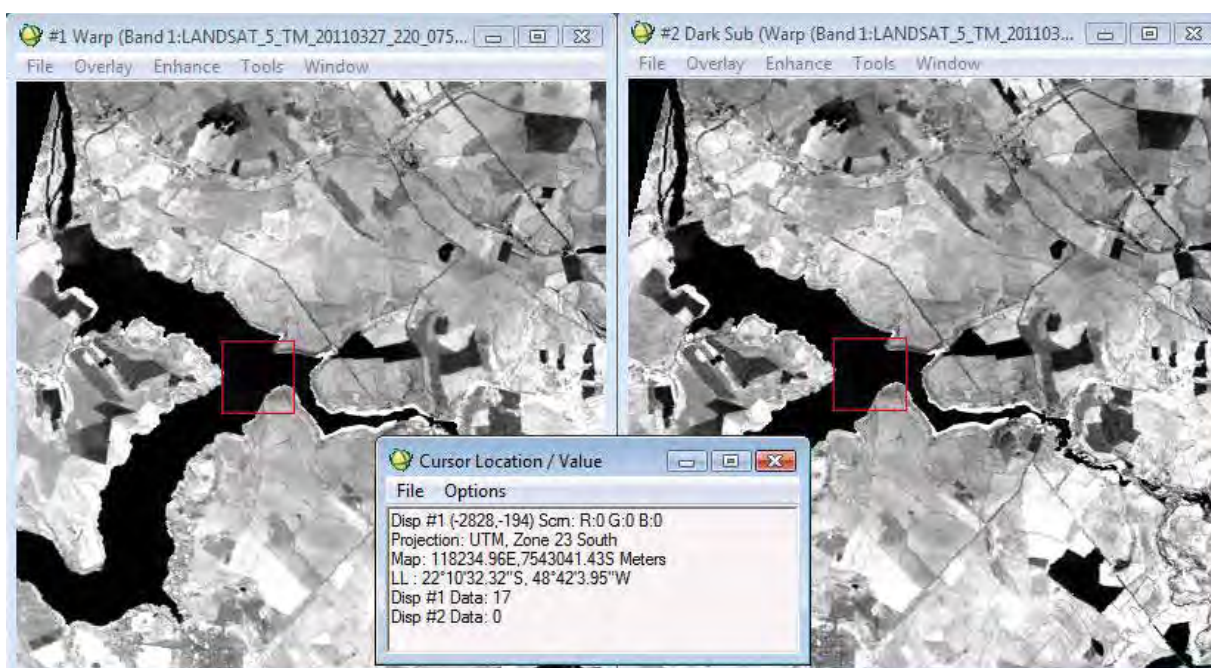 #1 Warp (Band 1:LANDSAT_5_TM_20110327_220_075...
File Overlay Enhance Tools Window
#2 Dark Sub (Warp (Band 1:LANDSAT_5_TM_201103...
File Overlay Enhance Tools Window
Cursor Location / Value
File Options
Disp #1 (-2828,-194) Scrn: R:0 G:0 B:0
Projection: UTM, Zone 23 South
Map: 118234.96E,7543041.43S Meters
LL : 22°10'32.32"S, 48°42'3.95"W
Disp #1 Data: 17
Disp #2 Data: 0